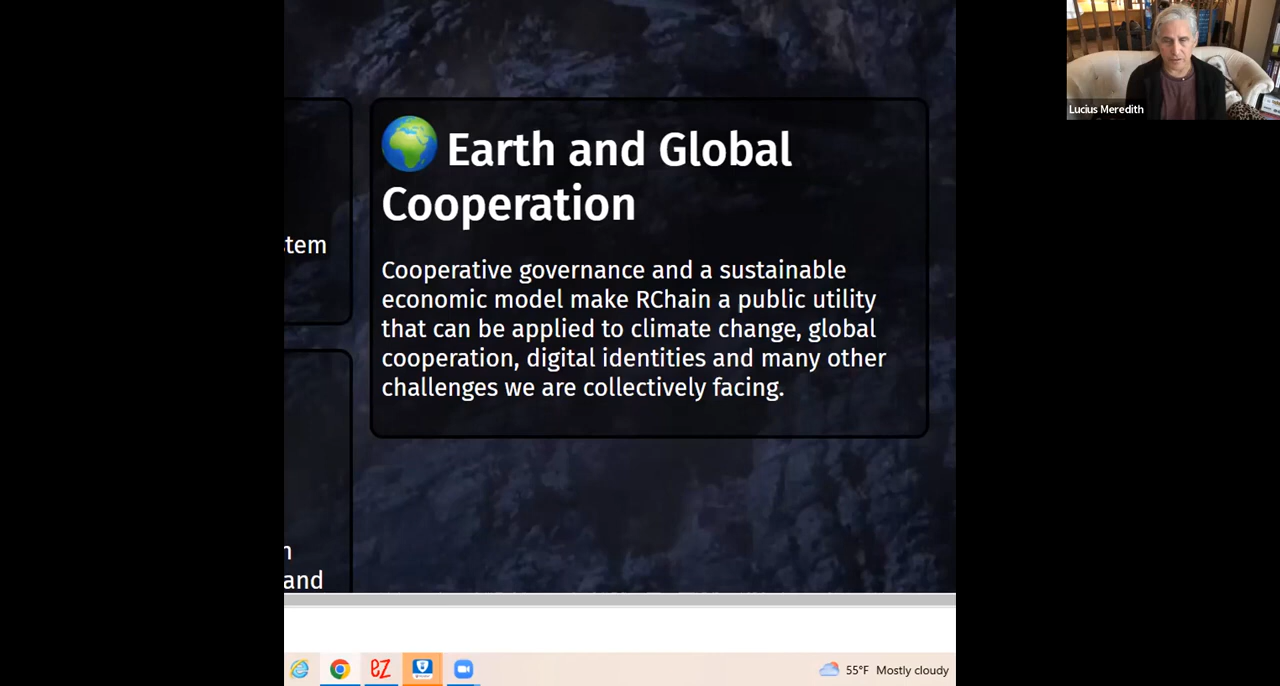 Lucius Meredith
Earth and Global
Cooperation
stem
Cooperative governance and a sustainable
economic model make RChain a public utility
that can be applied to climate change, global
cooperation, digital identities and many other
challenges we are collectively facing.
n
and
eZ
55°F Mostly cloudy